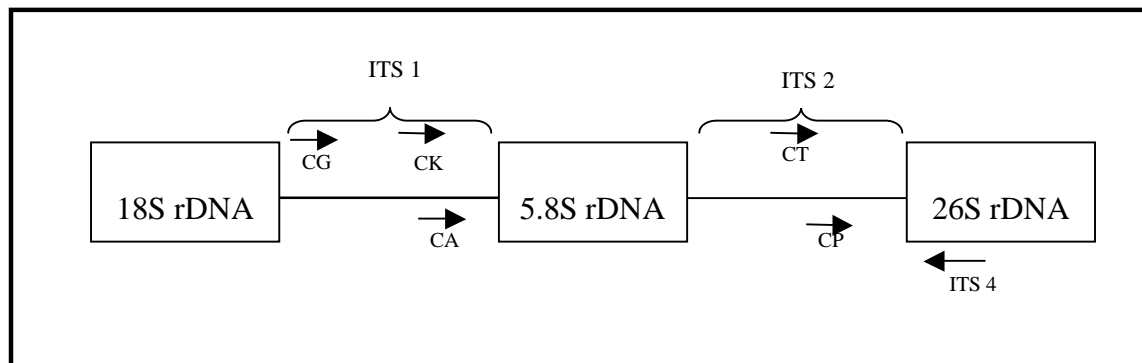 ITS 1
ITS 2
CG
CK
CT
18S rDNA
5.8S rDNA
26S rDNA
CA
CP
ITS 4